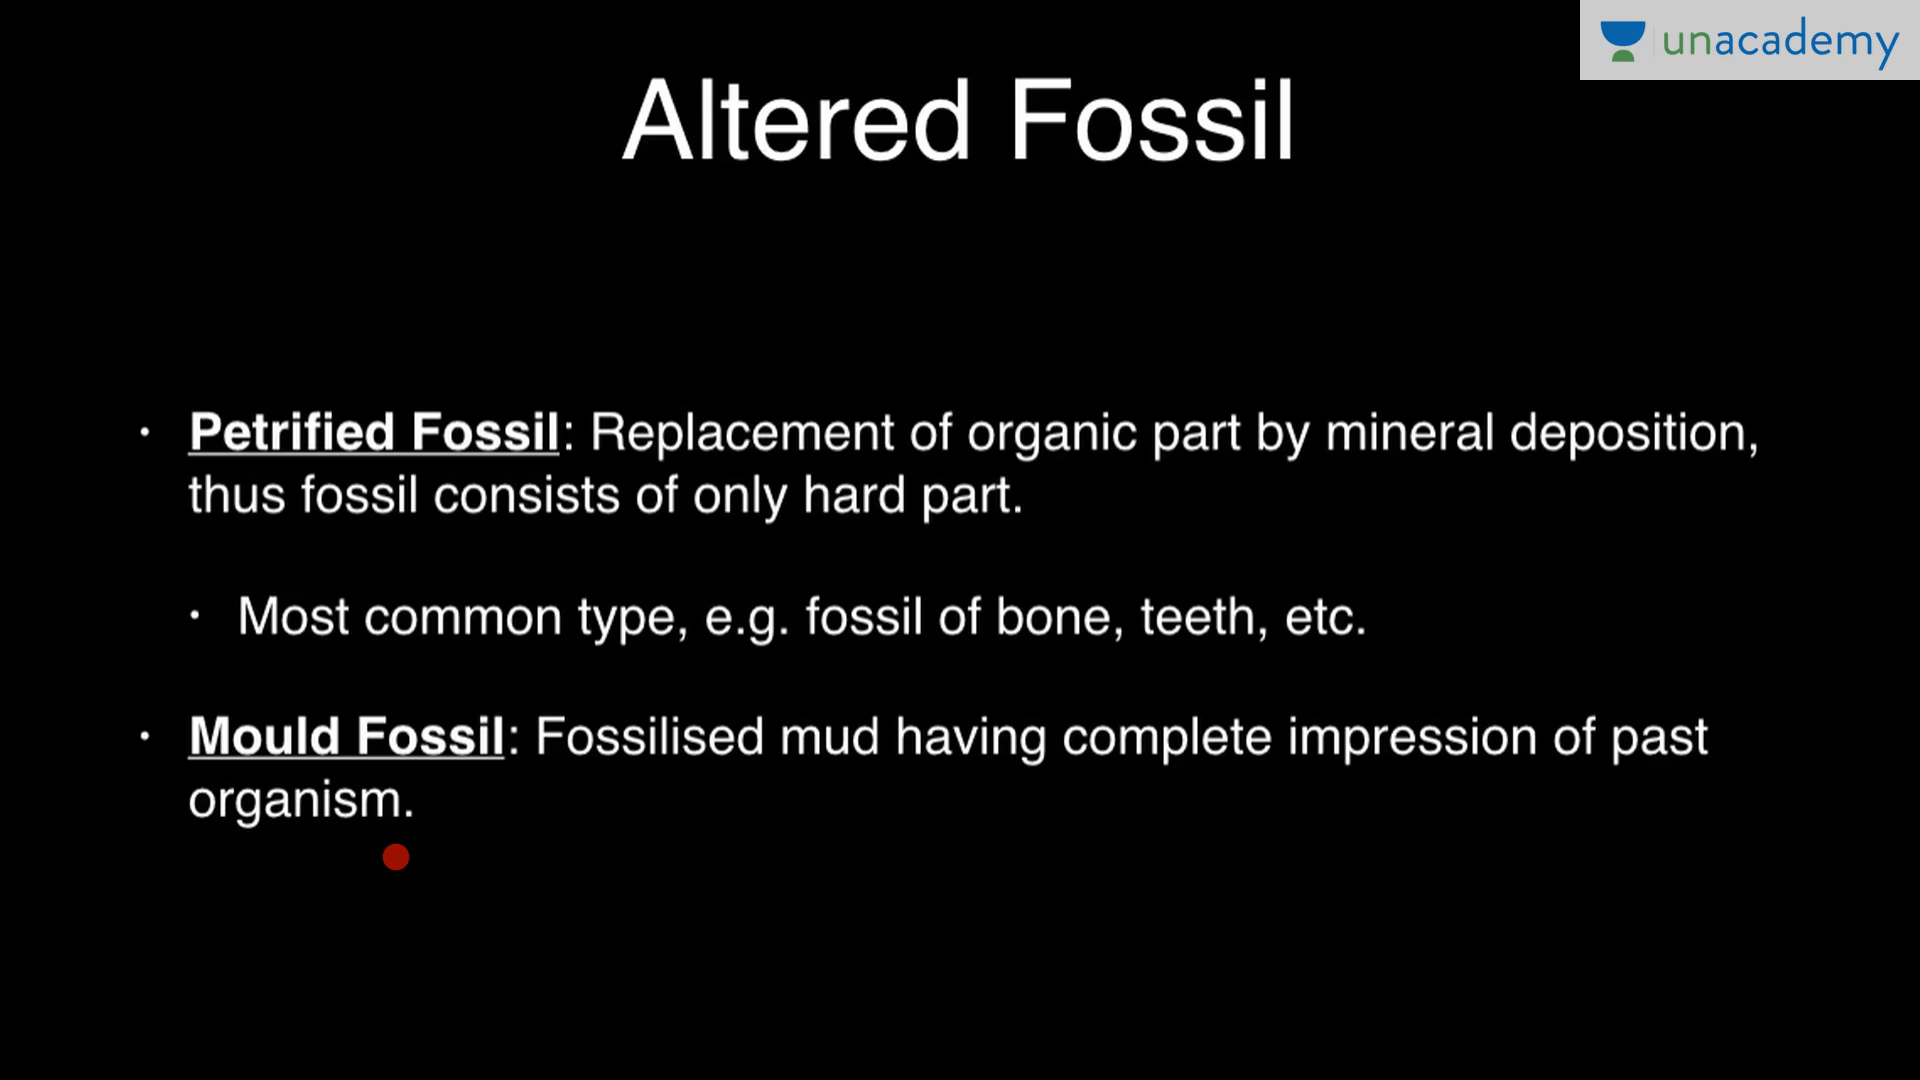 unacademy
Altered Fossil
• Petrified Fossil: Replacement of organic part by mineral deposition,
thus fossil consists of only hard part.
• Most common type, e.g. fossil of bone, teeth, etc.
• Mould Fossil: Fossilised mud having complete impression of past
organism.